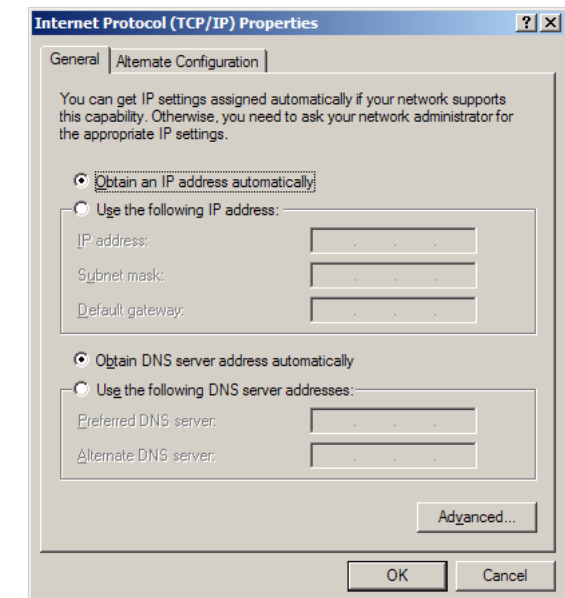 Internet Protocol (TCP/IP) Properties
General Alternate Configuration
You can get IP settings assigned automatically if your network supports
this capability. Otherwise, you need to ask your network administrator for
the appropriate IP settings.
Obtain an IP address automatically
Use the following IP address:
IP address:
Subnet mask:
Default gateway:
Obtain DNS server address automatically
Use the following DNS server addresses:
Preferred DNS server:
Alternate DNS server:
Advanced...
OK Cancel